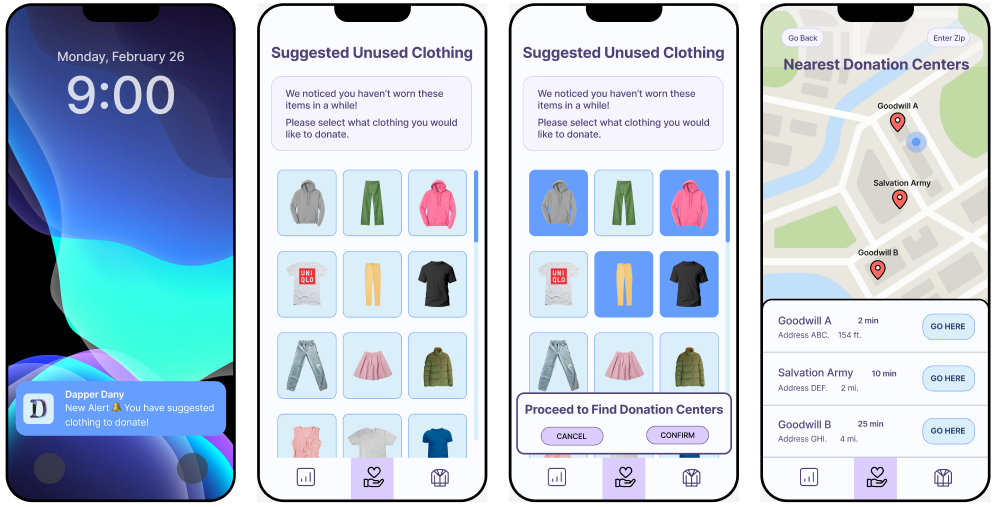 Monday, February 26
9:00
D
Dapper Dany
New Alert 🔔 You have suggested
clothing to donate!
Suggested Unused Clothing
We noticed you haven't worn these
items in a while!
Please select what clothing you would
like to donate.
UNI
QLO
Suggested Unused Clothing
We noticed you haven't worn these
items in a while!
Please select what clothing you would
like to donate.
UNI
QLO
Proceed to Find Donation Centers
CANCEL
CONFIRM
Go Back
Enter Zip
Nearest Donation Centers
Goodwill A
Salvation Army
Goodwill B
Goodwill A 2 min
Address ABC. 154 ft.
GO HERE
Salvation Army 10 min
Address DEF. 2 mi.
GO HERE
Goodwill B 25 min
Address GHI. 4 mi.
GO HERE